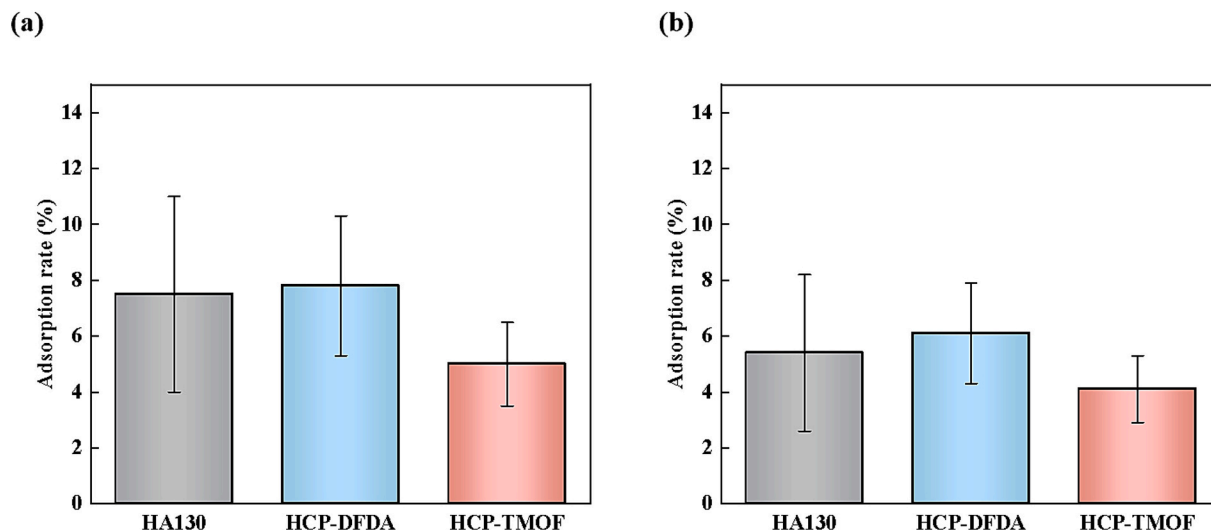 (a)
Adsorption rate (%)
14
12
10
8
6
4
2
0
HA130 HCP-DFDA HCP-TMOF
(b)
Adsorption rate (%)
14
12
10
8
6
4
2
0
HA130 HCP-DFDA HCP-TMOF